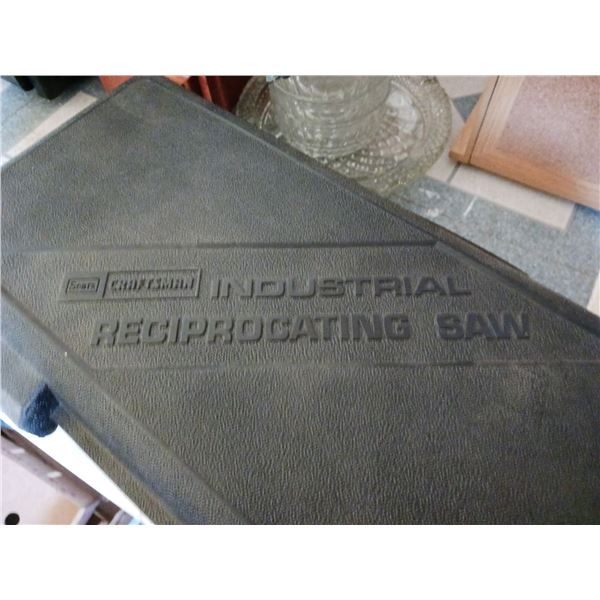 Sears CRAFTSMAN INDUSTRIAL
RECIPROCATING SAW